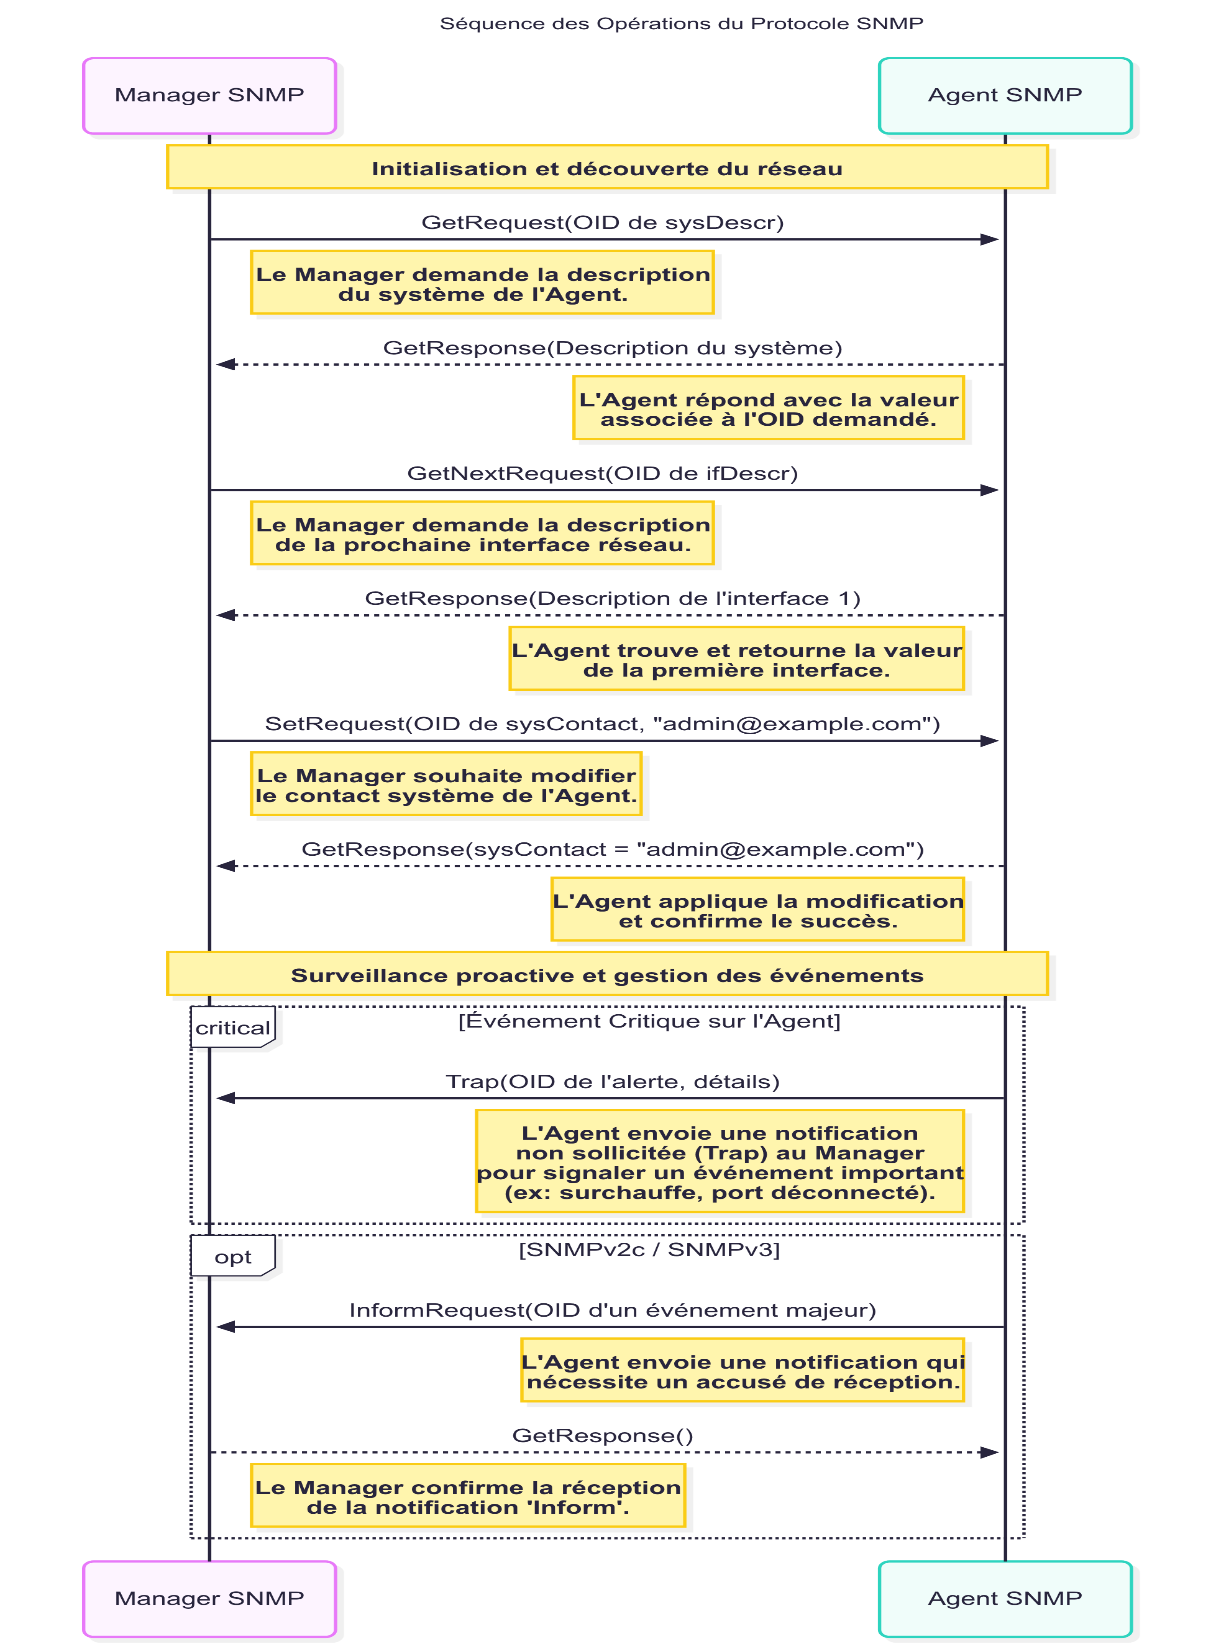 Séquence des Opérations du Protocole SNMP
Manager SNMP
Agent SNMP
Initialisation et découverte du réseau
GetRequest(OID de sysDescr)
Le Manager demande la description
du système de l'Agent.
GetResponse(Description du système)
L'Agent répond avec la valeur
associée à l'OID demandé.
GetNextRequest(OID de ifDescr)
Le Manager demande la description
de la prochaine interface réseau.
GetResponse(Description de l'interface 1)
L'Agent trouve et retourne la valeur
de la première interface.
SetRequest(OID de sysContact, "admin@example.com")
Le Manager souhaite modifier
le contact système de l'Agent.
GetResponse(sysContact = "admin@example.com")
L'Agent applique la modification
et confirme le succès.
Surveillance proactive et gestion des événements
critical
[Événement Critique sur l'Agent]
Trap(OID de l'alerte, détails)
L'Agent envoie une notification
non sollicitée (Trap) au Manager
pour signaler un événement important
(ex: surchauffe, port déconnecté).
opt
[SNMPv2c / SNMPv3]
InformRequest(OID d'un événement majeur)
L'Agent envoie une notification qui
nécessite un accusé de réception.
GetResponse()
Le Manager confirme la réception
de la notification 'Inform'.
Manager SNMP
Agent SNMP